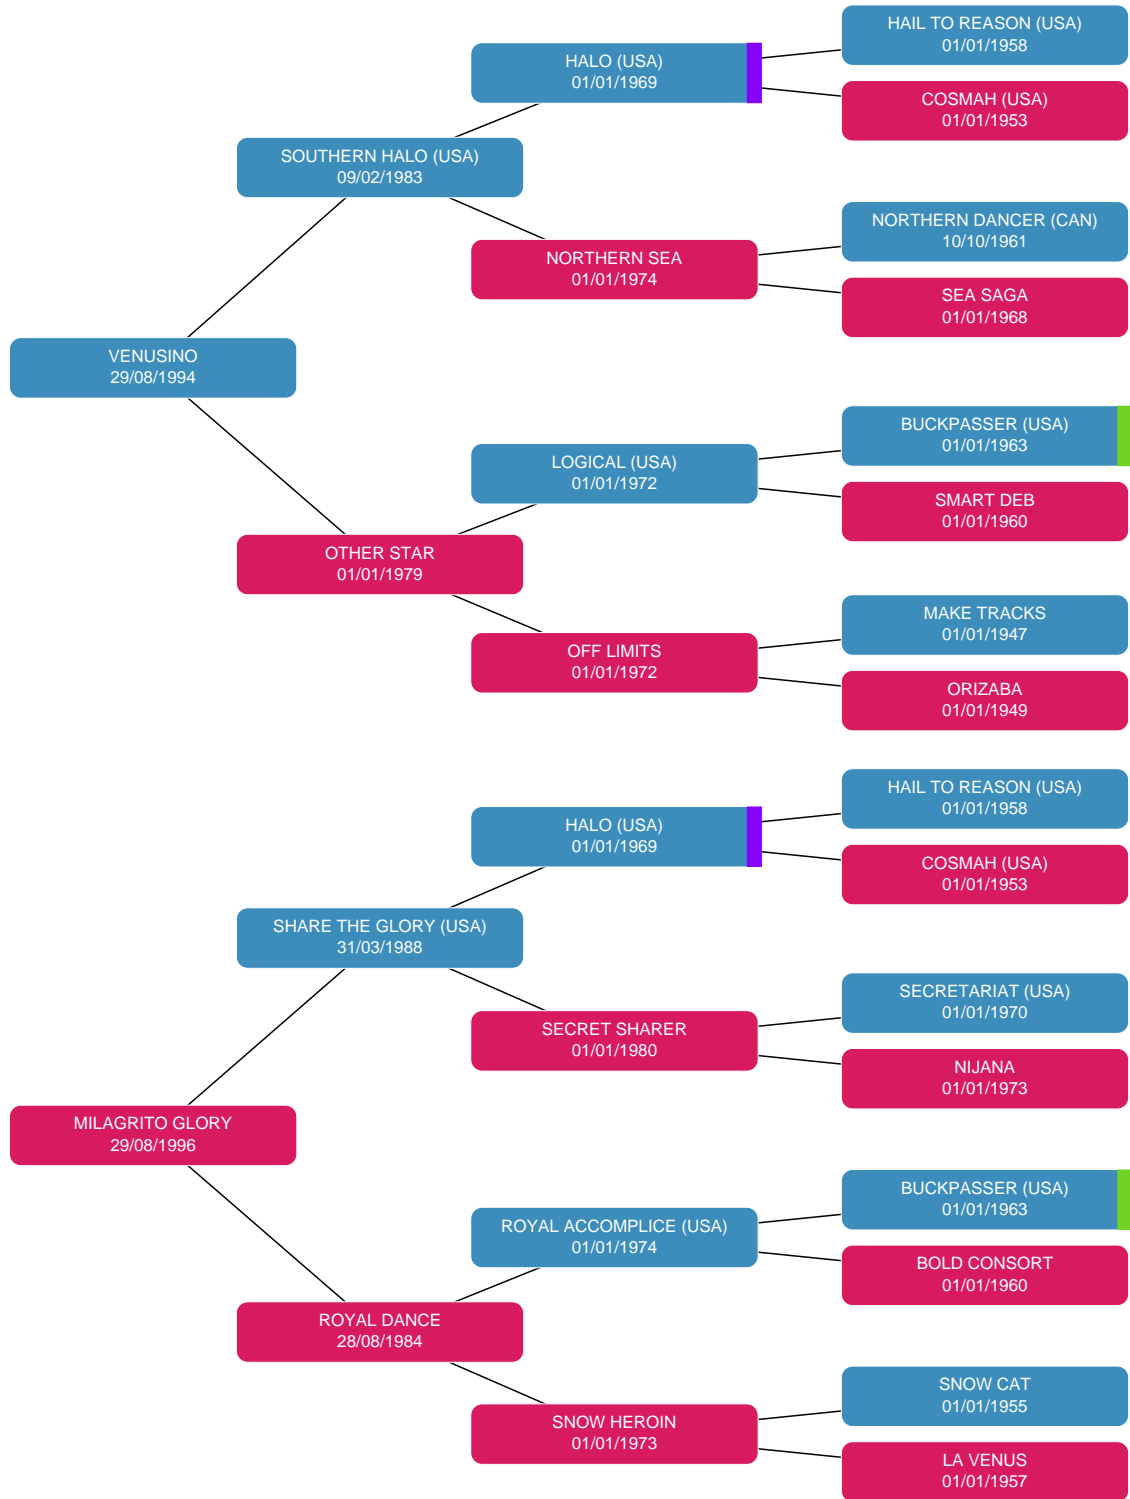 HAIL TO REASON (USA)
01/01/1958
HALO (USA)
01/01/1969
COSMAH (USA)
01/01/1953
SOUTHERN HALO (USA)
09/02/1983
NORTHERN DANCER (CAN)
10/10/1961
NORTHERN SEA
01/01/1974
SEA SAGA
01/01/1968
VENUSINO
29/08/1994
BUCKPASSER (USA)
01/01/1963
LOGICAL (USA)
01/01/1972
SMART DEB
01/01/1960
OTHER STAR
01/01/1979
MAKE TRACKS
01/01/1947
OFF LIMITS
01/01/1972
ORIZABA
01/01/1949
HAIL TO REASON (USA)
01/01/1958
HALO (USA)
01/01/1969
COSMAH (USA)
01/01/1953
SHARE THE GLORY (USA)
31/03/1988
SECRETARIAT (USA)
01/01/1970
SECRET SHARER
01/01/1980
NIJANA
01/01/1973
MILAGRITO GLORY
29/08/1996
BUCKPASSER (USA)
01/01/1963
ROYAL ACCOMPLICE (USA)
01/01/1974
BOLD CONSORT
01/01/1960
ROYAL DANCE
28/08/1984
SNOW CAT
01/01/1955
SNOW HEROIN
01/01/1973
LA VENUS
01/01/1957